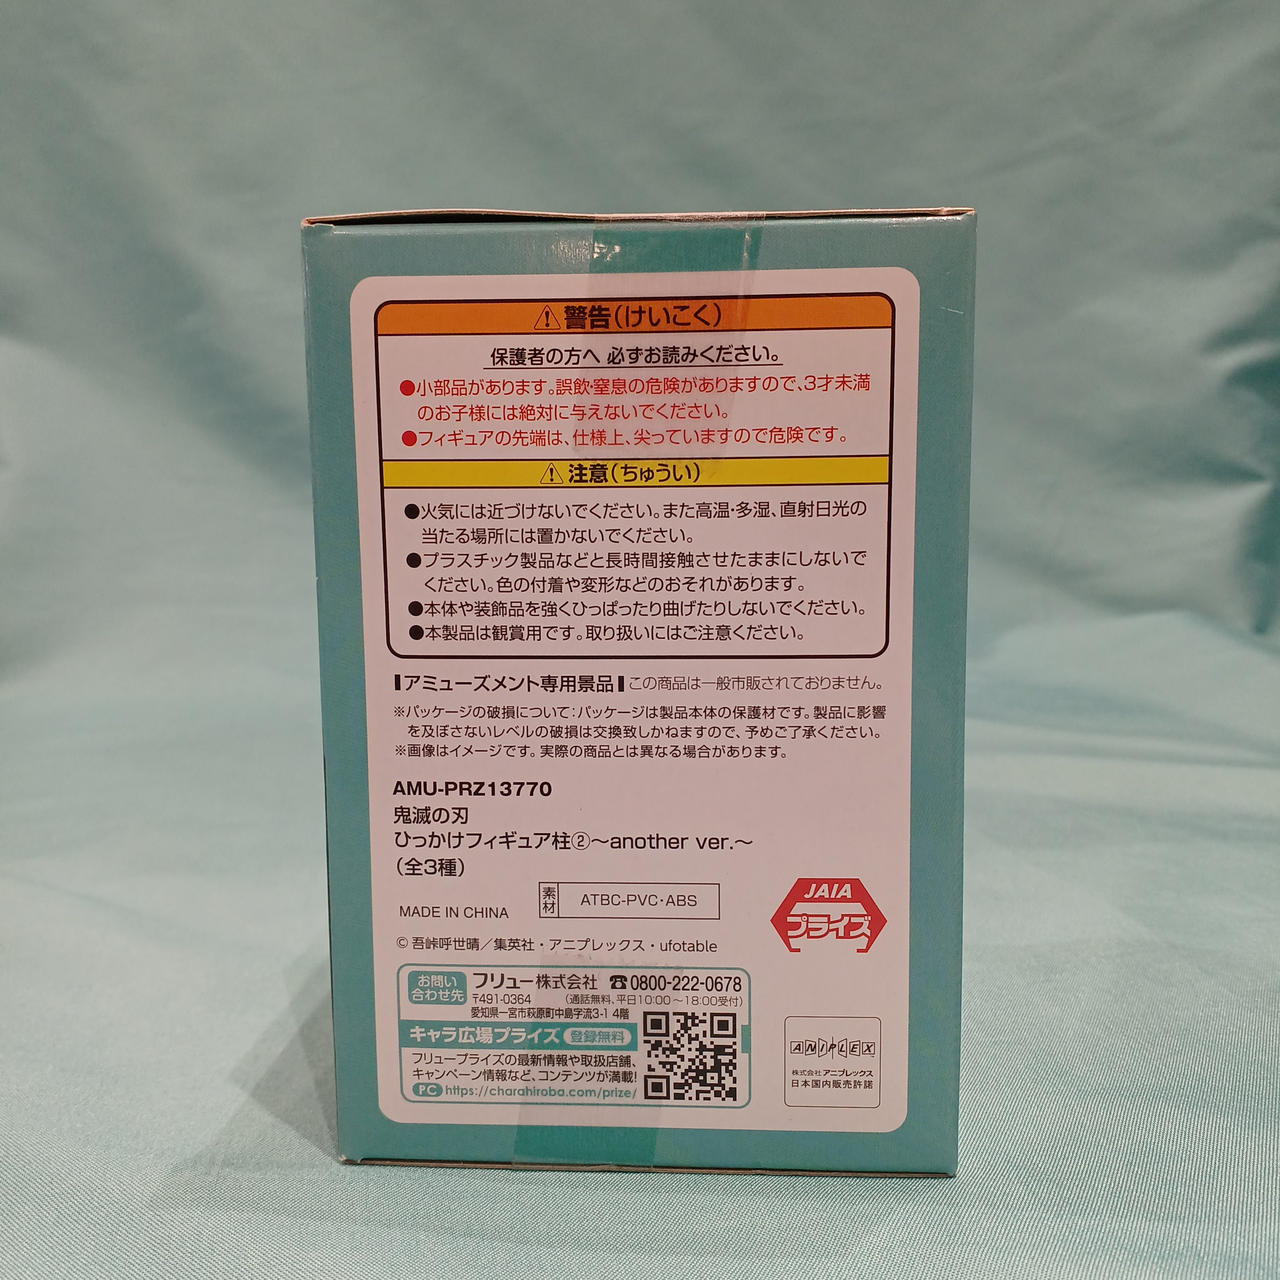 ⚠警告(けいこく)
保護者の方へ 必ずお読みください。
●小部品があります。誤飲・窒息の危険がありますので、3才未満
のお子様には絶対に与えないでください。
●フィギュアの先端は、仕様上、尖っていますので危険です。
⚠注意(ちゅうい)
●火気には近づけないでください。また高温・多湿、直射日光の
当たる場所には置かないでください。
●プラスチック製品などと長時間接触させたままにしないで
ください。色の付着や変形などのおそれがあります。
●本体や装飾品を強くひっぱったり曲げたりしないでください。
●本製品は観賞用です。取り扱いにはご注意ください。
アミューズメント専用景品 この商品は一般市販されておりません。
※パッケージの破損について:パッケージは製品本体の保護材です。製品に影響
を及ぼさないレベルの破損は交換致しかねますので、予めご了承ください。
※画像はイメージです。実際の商品とは異なる場合があります。
AMU-PRZ13770
鬼滅の刃
ひっかけフィギュア柱②〜another ver.〜
(全3種)
MADE IN CHINA
素材 ATBC-PVC・ABS
JAIA
プライズ
© 吾峠呼世晴/集英社・アニプレックス・ufotable
お問い合わせ先 フリュー株式会社 ☎0800-222-0678
〒491-0364 (通話無料、平日10:00〜18:00受付)
愛知県一宮市萩原町中島字流3-1 4階
キャラ広場プライズ 登録無料
フリュープライズの最新情報や取扱店舗、
キャンペーン情報など、コンテンツが満載!
PC https://charahiroba.com/prize/
ANIPLEX
株式会社アニプレックス
日本国内販売許諾